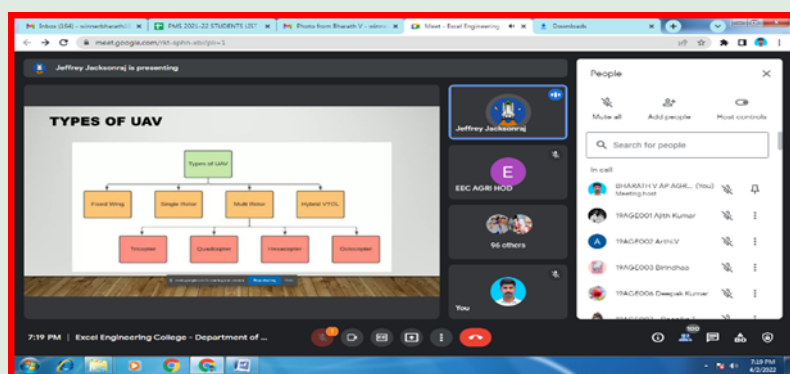 Inbox (164) - winnerbharath
PMS 2021-22 STUDENTS LIST
Photo from Bharath V - winn
Meet - Excel Engineering
Downloads
Jeffrey Jacksonraj is presenting
TYPES OF UAV
Types of UAV
Fixed Wing
Single Rotor
Multi Rotor
Hybrid VTOL
Tricopter
Quadcopter
Hexacopter
Octocopter
Jeffrey Jacksonraj
E
EEC AGRI HOD
96 others
You
People
Mute all
Add people
Host controls
Search for people
In call
BHARATH V AP AGR... (You)
Meeting host
19AGE001 Ajith Kumar
A
19AGE002 Arthi.V
19AGE003 Birindhaa
19AGE004 Deepak Kumar
7:19 PM | Excel Engineering College - Department of ...
100
7:19 PM
4/2/2022